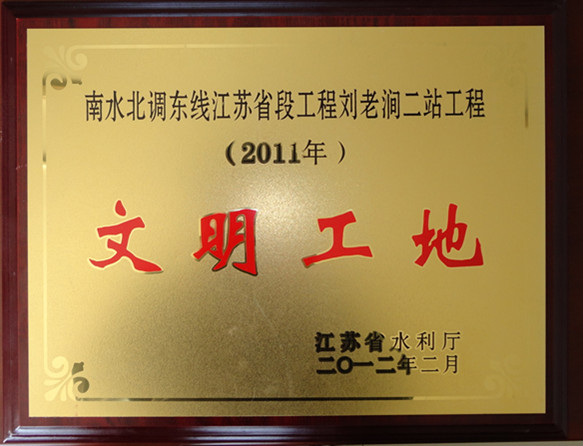 南水北调东线江苏省段工程刘老涧二站工程
（2011年）
文明工地
江苏省水利厅
二〇一二年二月